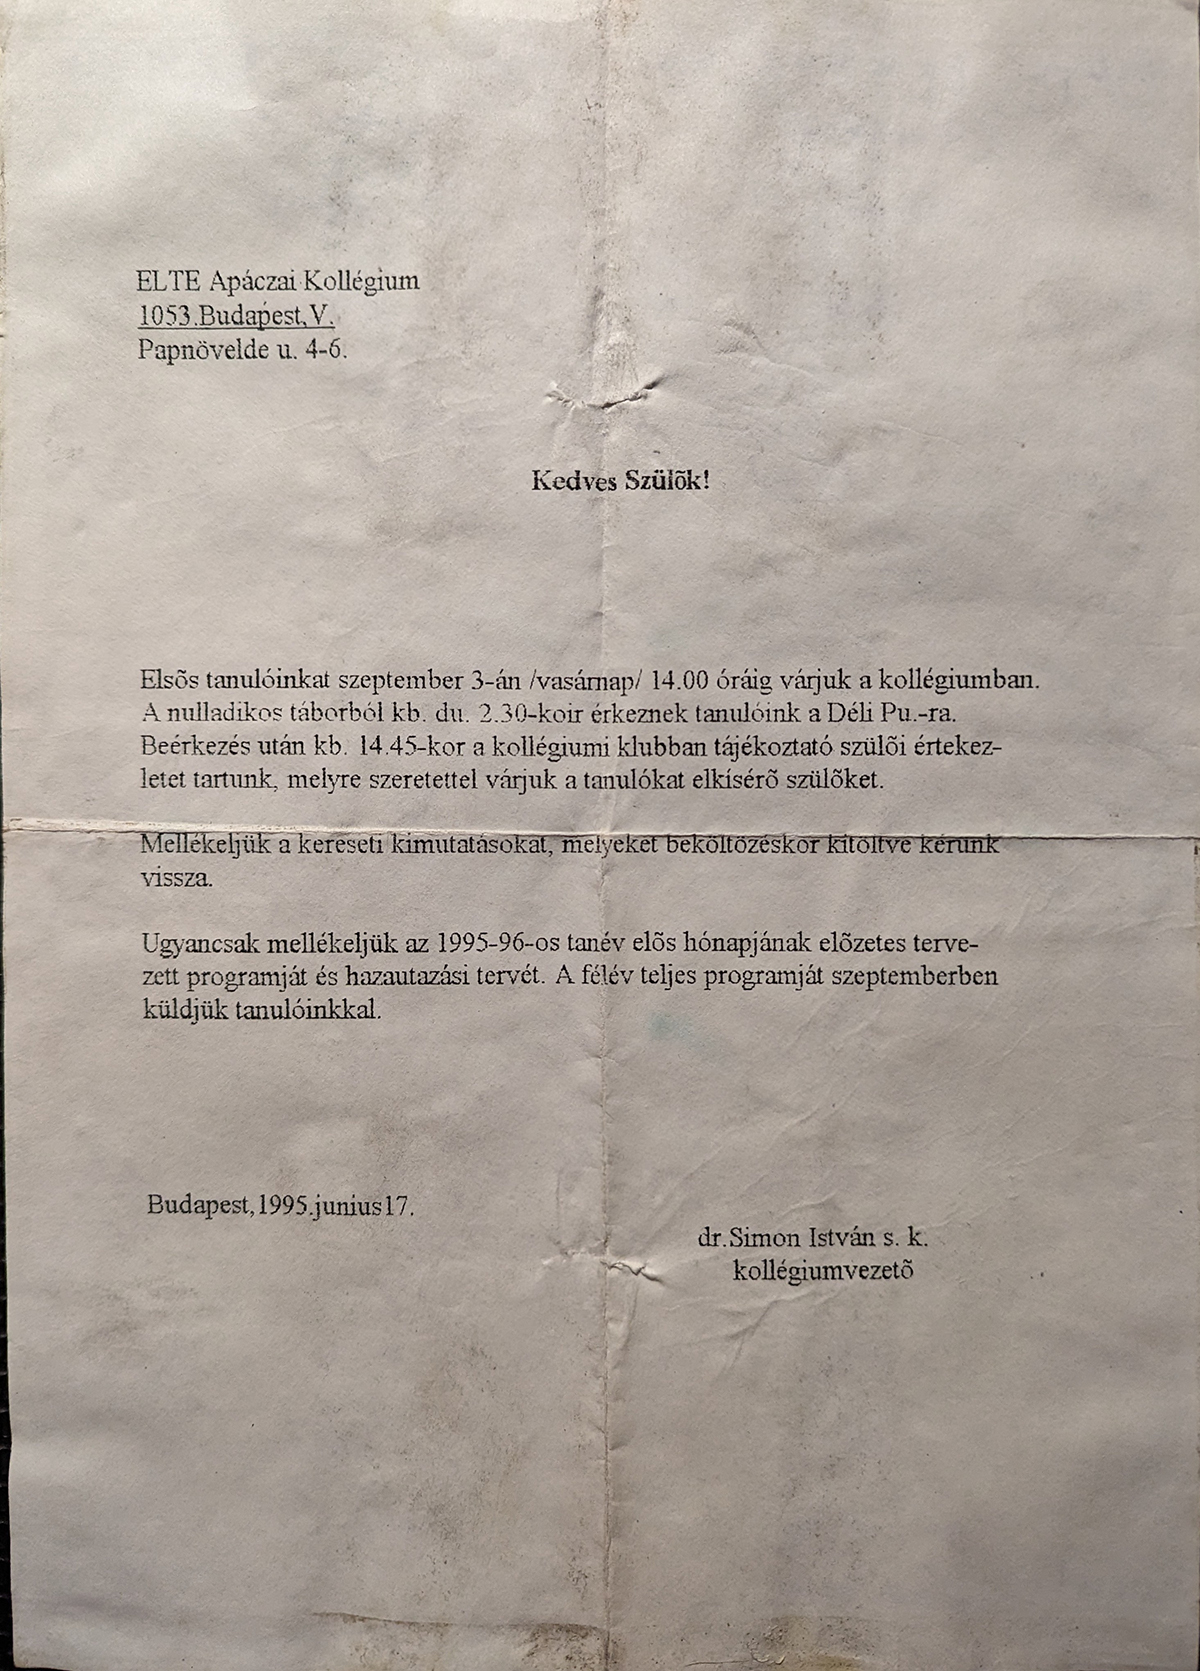 ELTE Apáczai Kollégium
1053.Budapest,V.
Papnövelde u. 4-6.
Kedves Szülõk!
Elsõs tanulóinkat szeptember 3-án /vasárnap/ 14.00 óráig várjuk a kollégiumban.
A nulladikos táborból kb. du. 2.30-koir érkeznek tanulóink a Déli Pu.-ra.
Beérkezés után kb. 14.45-kor a kollégiumi klubban tájékoztató szülõi értekez-
letet tartunk, melyre szeretettel várjuk a tanulókat elkísérõ szülõket.
Mellékeljük a kereseti kimutatásokat, melyeket beköltözéskor kitöltve kérünk
vissza.
Ugyancsak mellékeljük az 1995-96-os tanév elõs hónapjának elõzetes terve-
zett programját és hazautazási tervét. A félév teljes programját szeptemberben
küldjük tanulóinkkal.
Budapest,1995.junius17.
dr.Simon István s. k.
kollégiumvezetõ